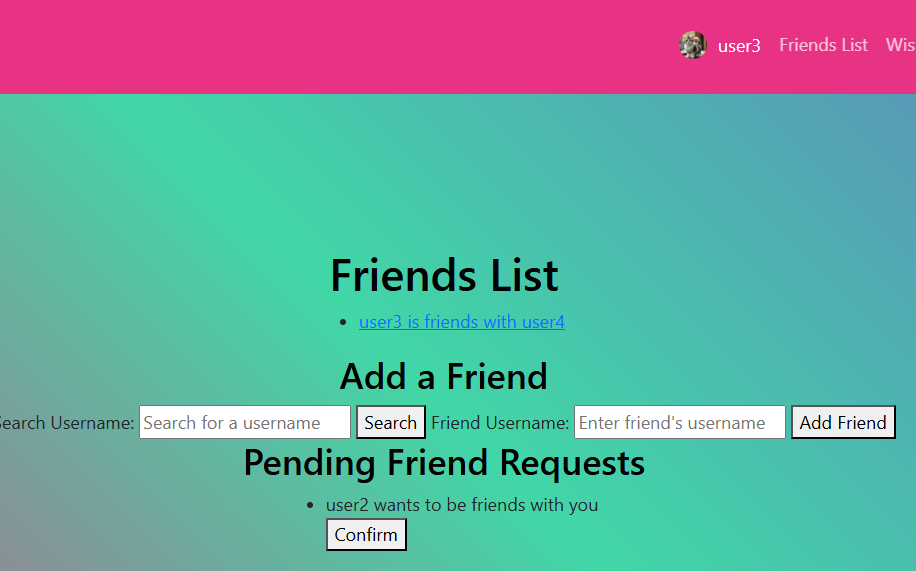 user3 Friends List Wis
Friends List
user3 is friends with user4
Add a Friend
Search Username: Search for a username Search Friend Username: Enter friend's username Add Friend
Pending Friend Requests
user2 wants to be friends with you
Confirm